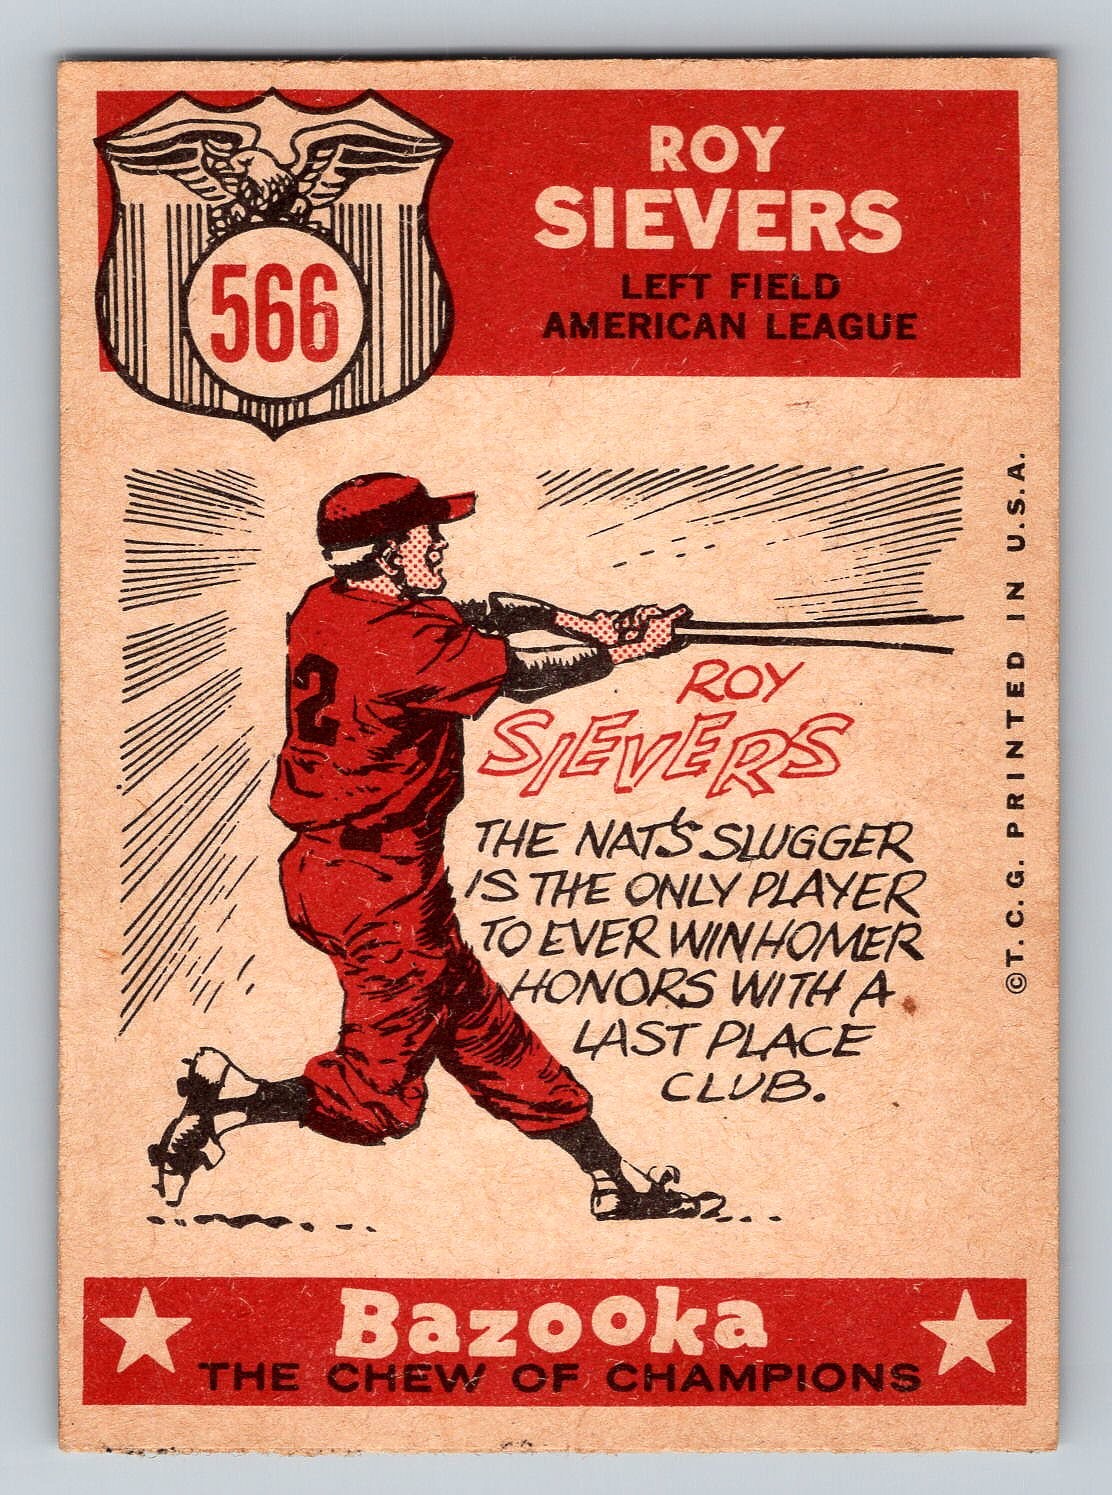 566
ROY
SIEVERS
LEFT FIELD
AMERICAN LEAGUE
2
ROY
SIEVERS
THE NAT'S SLUGGER
IS THE ONLY PLAYER
TO EVER WIN HOMER
HONORS WITH A
LAST PLACE
CLUB.
©T. C. G. PRINTED IN U. S. A.
Bazooka
THE CHEW OF CHAMPIONS